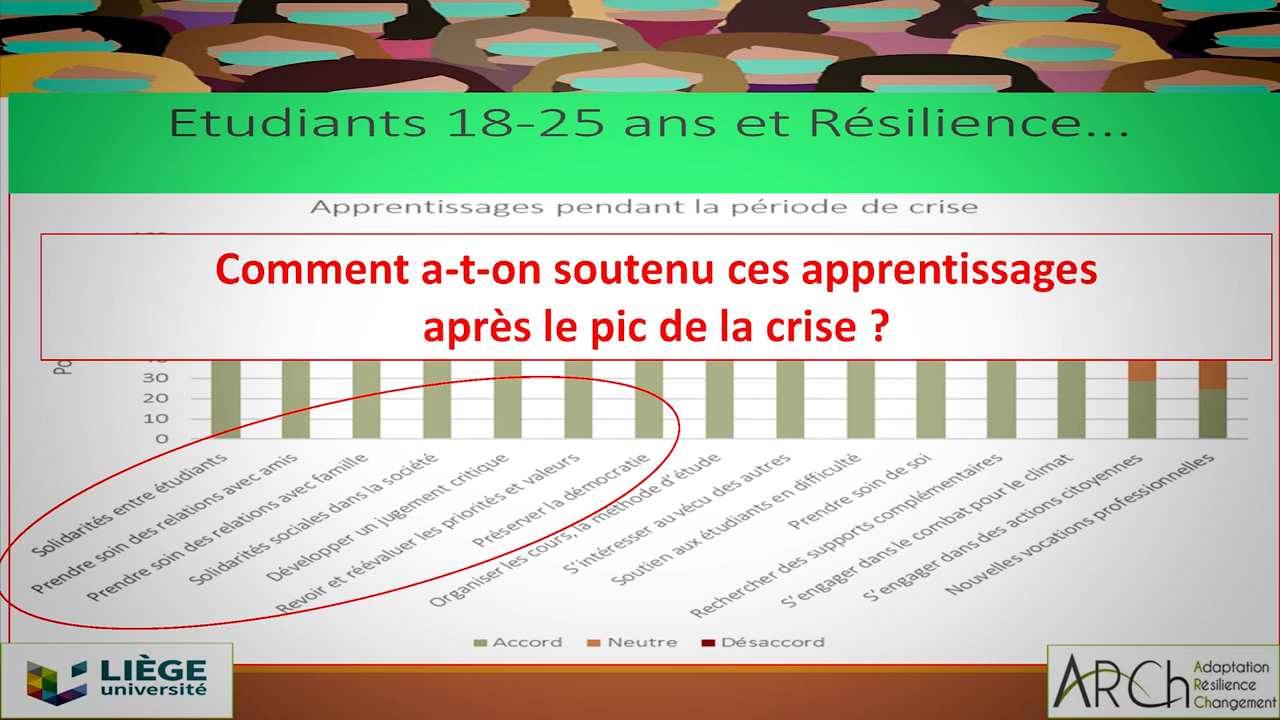 Etudiants 18-25 ans et Résilience...
Apprentissages pendant la période de crise
Comment a-t-on soutenu ces apprentissages
après le pic de la crise ?
30
20
10
0
Solidarités entre étudiants
Prendre soin des relations avec amis
Prendre soin des relations avec famille
Solidarités sociales dans la société
Développer un jugement critique
Revoir et réévaluer les priorités et valeurs
Préserver la démocratie
Organiser les cours, la méthode d'étude
S'intéresser au vécu des autres
Soutien aux étudiants en difficulté
Prendre soin de soi
Rechercher des supports complémentaires
S'engager dans le combat pour le climat
S'engager dans des actions citoyennes
Nouvelles vocations professionnelles
Accord Neutre Désaccord
LIÈGE
université
ARCh
Adaptation
Résilience
Changement